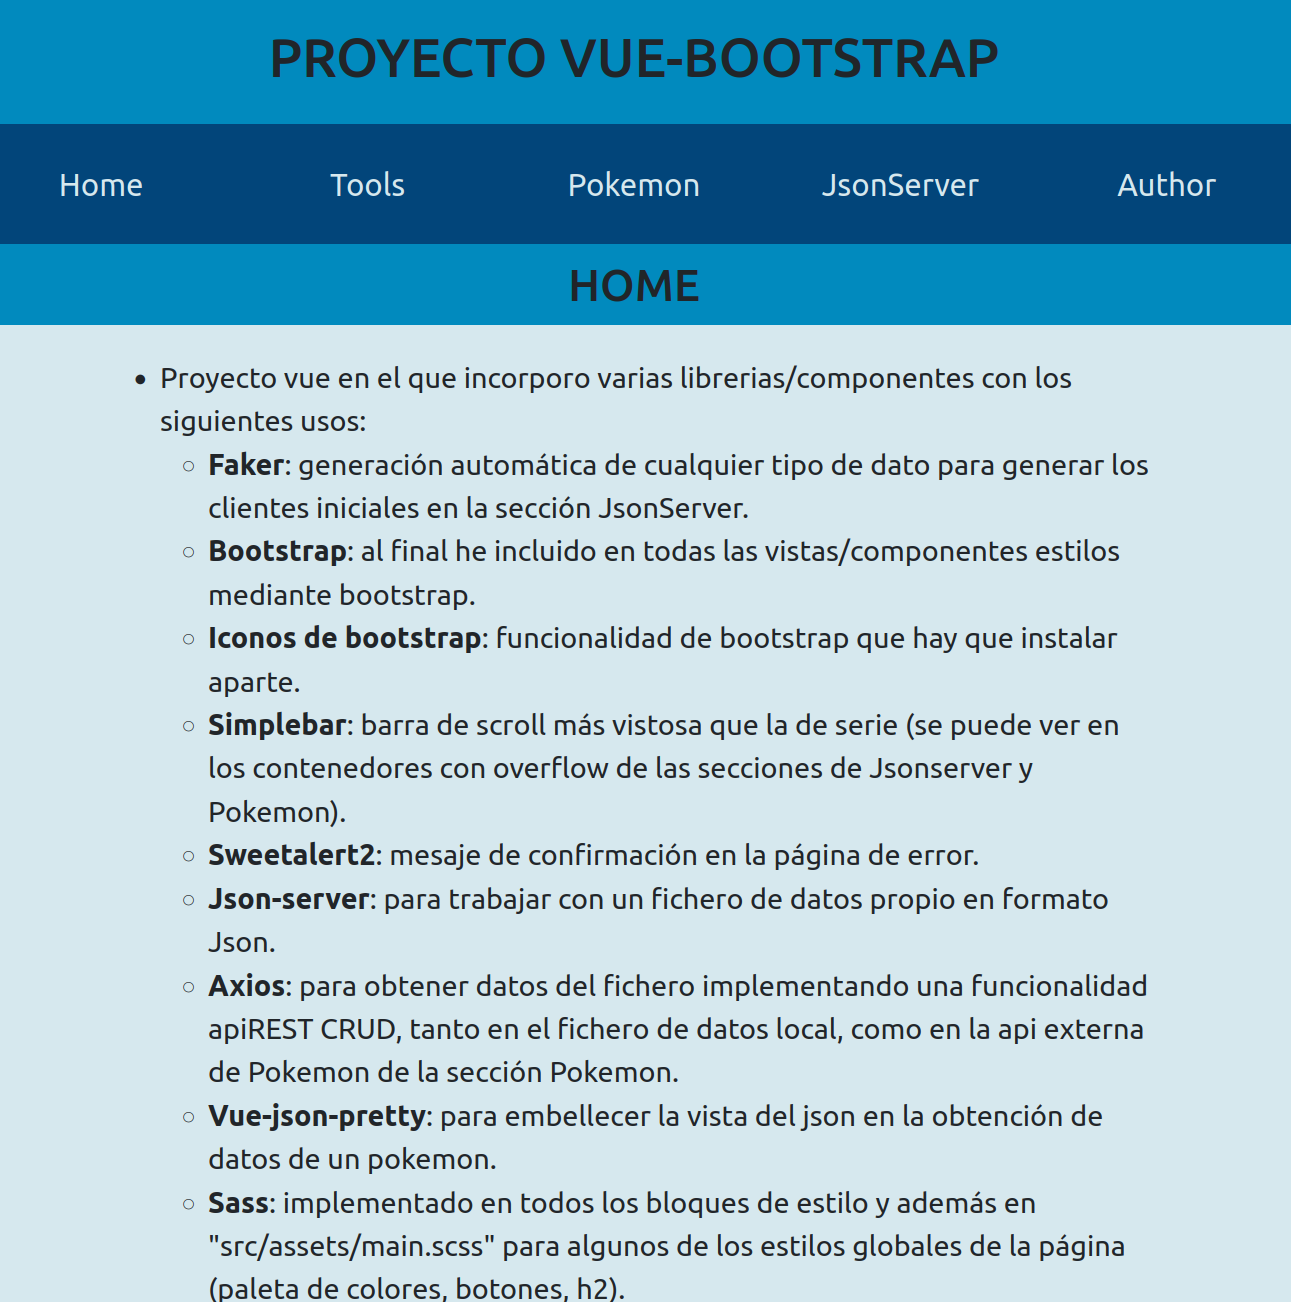 PROYECTO VUE-BOOTSTRAP
Home Tools Pokemon JsonServer Author
HOME
• Proyecto vue en el que incorporo varias librerias/componentes con los
siguientes usos:
◦ Faker: generación automática de cualquier tipo de dato para generar los
clientes iniciales en la sección JsonServer.
◦ Bootstrap: al final he incluido en todas las vistas/componentes estilos
mediante bootstrap.
◦ Iconos de bootstrap: funcionalidad de bootstrap que hay que instalar
aparte.
◦ Simplebar: barra de scroll más vistosa que la de serie (se puede ver en
los contenedores con overflow de las secciones de Jsonserver y
Pokemon).
◦ Sweetalert2: mesaje de confirmación en la página de error.
◦ Json-server: para trabajar con un fichero de datos propio en formato
Json.
◦ Axios: para obtener datos del fichero implementando una funcionalidad
apiREST CRUD, tanto en el fichero de datos local, como en la api externa
de Pokemon de la sección Pokemon.
◦ Vue-json-pretty: para embellecer la vista del json en la obtención de
datos de un pokemon.
◦ Sass: implementado en todos los bloques de estilo y además en
"src/assets/main.scss" para algunos de los estilos globales de la página
(paleta de colores, botones, h2).